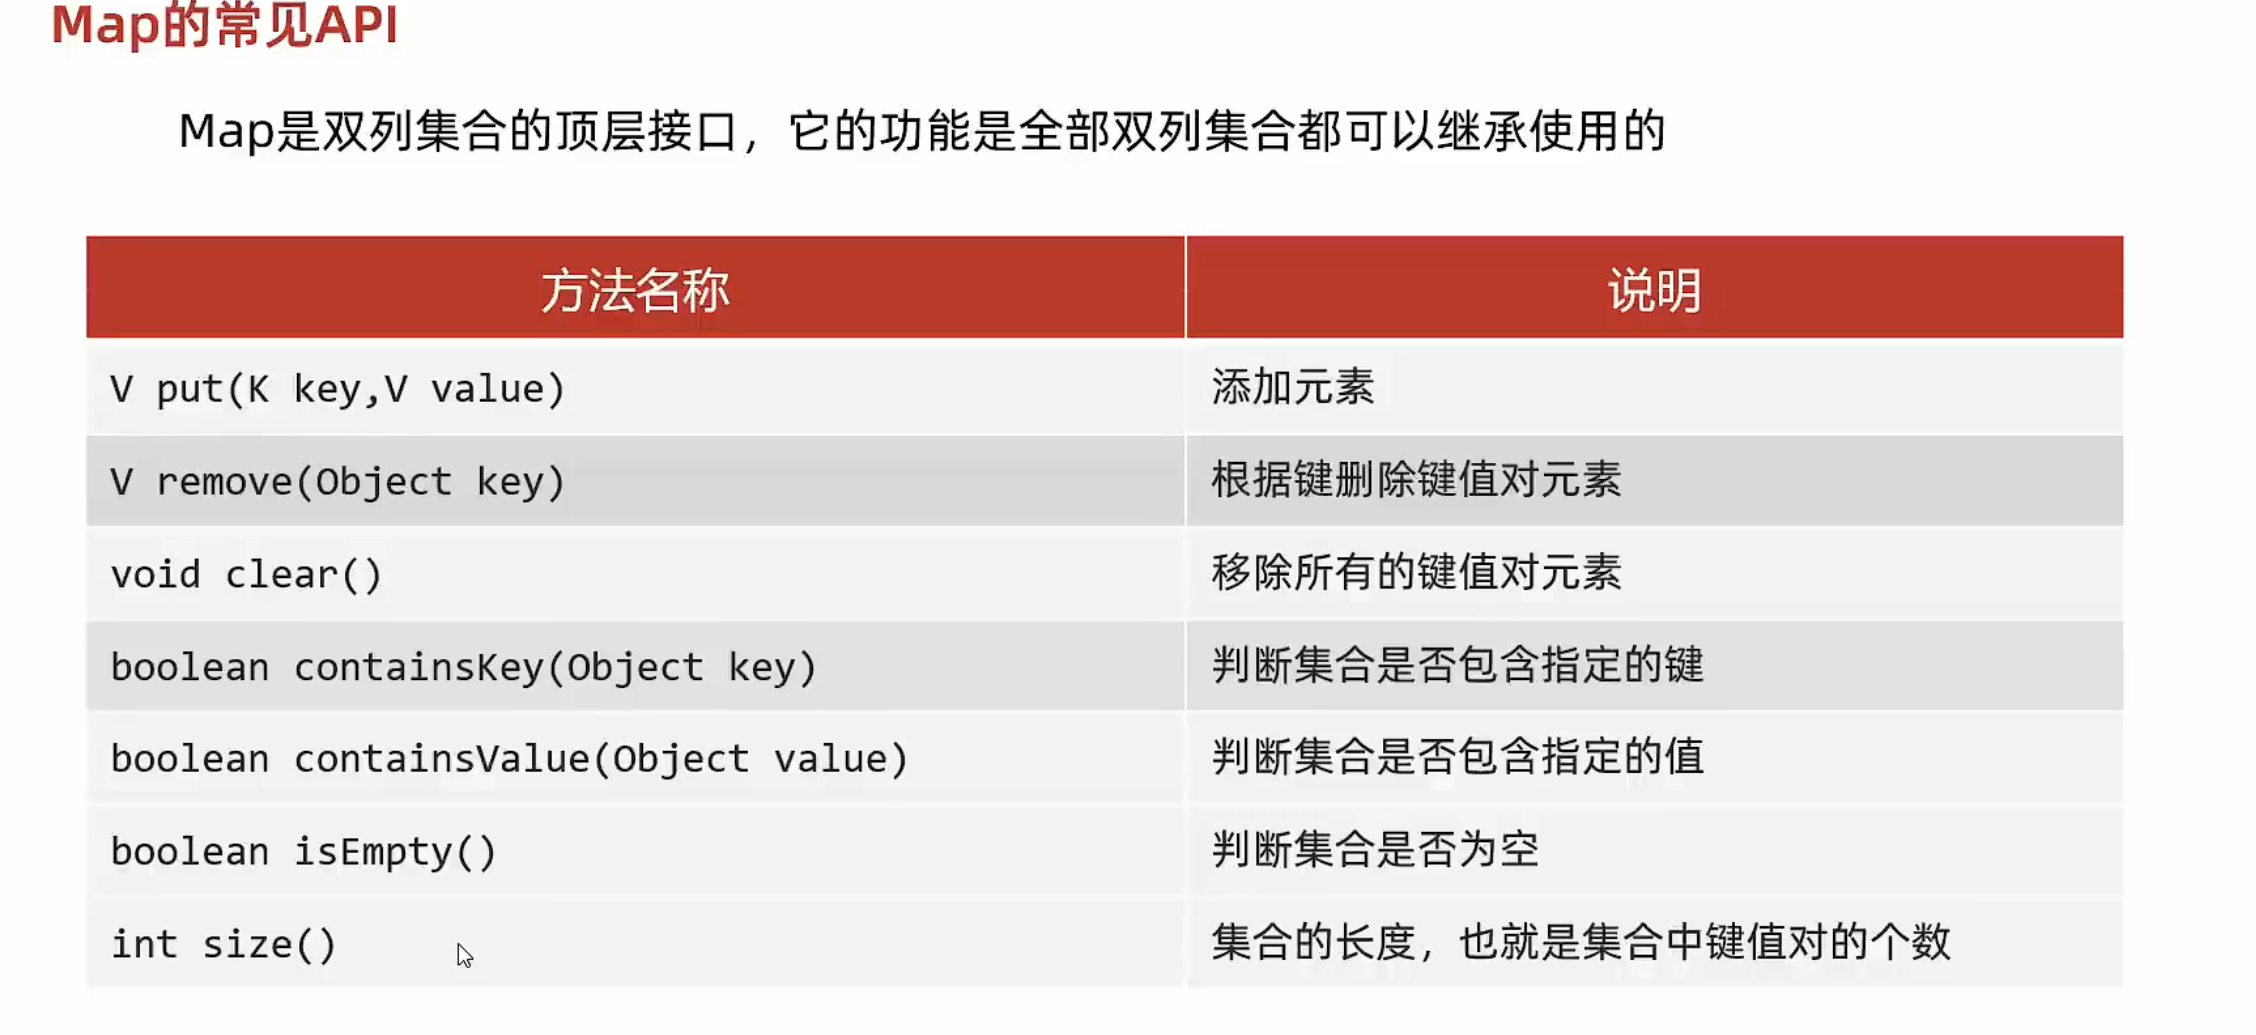 Map的常见API
Map是双列集合的顶层接口，它的功能是全部双列集合都可以继承使用的
方法名称 说明
V put(K key,V value) 添加元素
V remove(Object key) 根据键删除键值对元素
void clear() 移除所有的键值对元素
boolean containsKey(Object key) 判断集合是否包含指定的键
boolean containsValue(Object value) 判断集合是否包含指定的值
boolean isEmpty() 判断集合是否为空
int size() 集合的长度，也就是集合中键值对的个数